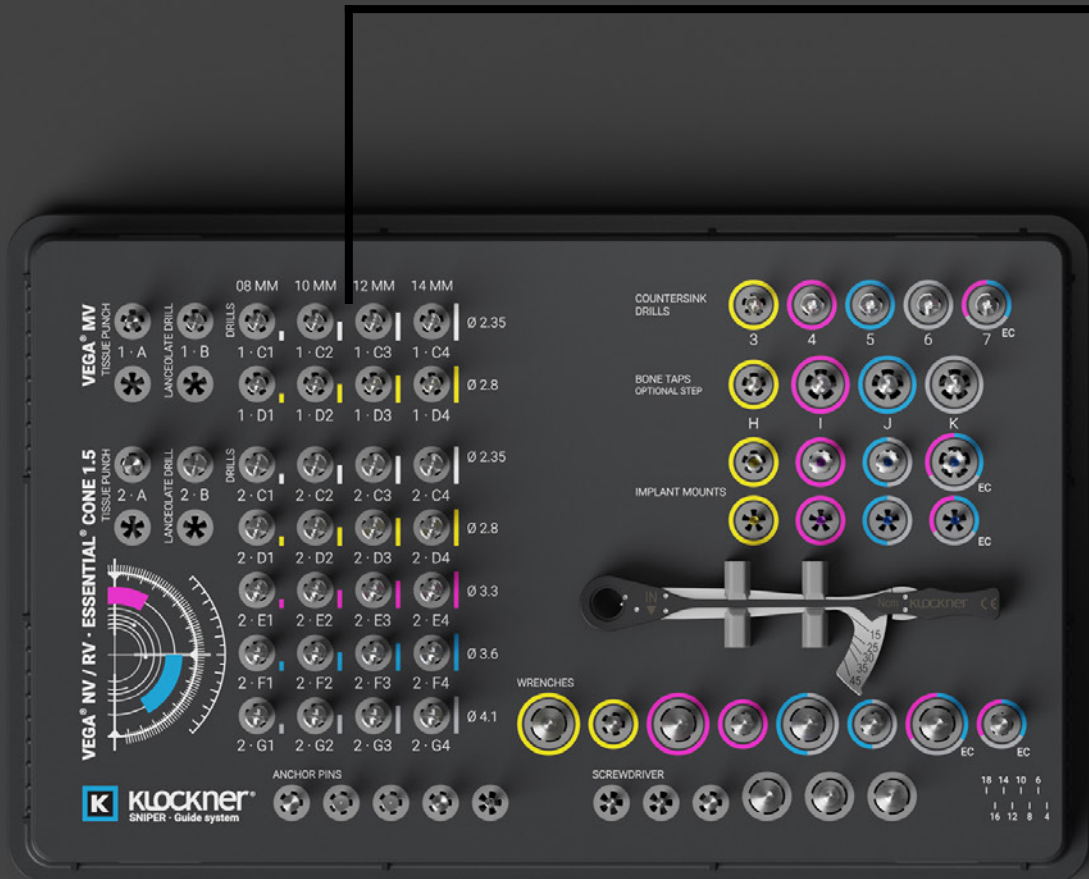 08 MM 10 MM 12 MM 14 MM
VEGA® MV
TISSUE PUNCH
LANCEOLATE DRILL
DRILLS
1 · A 1 · B 1 · C1 1 · C2 1 · C3 1 · C4 Ø 2.35
1 · D1 1 · D2 1 · D3 1 · D4 Ø 2.8
VEGA® NV / RV · ESSENTIAL® CONE 1.5
TISSUE PUNCH
LANCEOLATE DRILL
DRILLS
2 · A 2 · B 2 · C1 2 · C2 2 · C3 2 · C4 Ø 2.35
2 · D1 2 · D2 2 · D3 2 · D4 Ø 2.8
2 · E1 2 · E2 2 · E3 2 · E4 Ø 3.3
2 · F1 2 · F2 2 · F3 2 · F4 Ø 3.6
2 · G1 2 · G2 2 · G3 2 · G4 Ø 4.1
COUNTERSINK
DRILLS
3 4 5 6 7 EC
BONE TAPS
OPTIONAL STEP
H I J K
EC
IMPLANT MOUNTS
EC
IN
Ncm KLOCKNER CE
15
25
30
35
45
WRENCHES
EC EC
ANCHOR PINS
SCREWDRIVER
18 14 10 6
16 12 8 4
K KLOCKNER®
SNIPER · Guide system